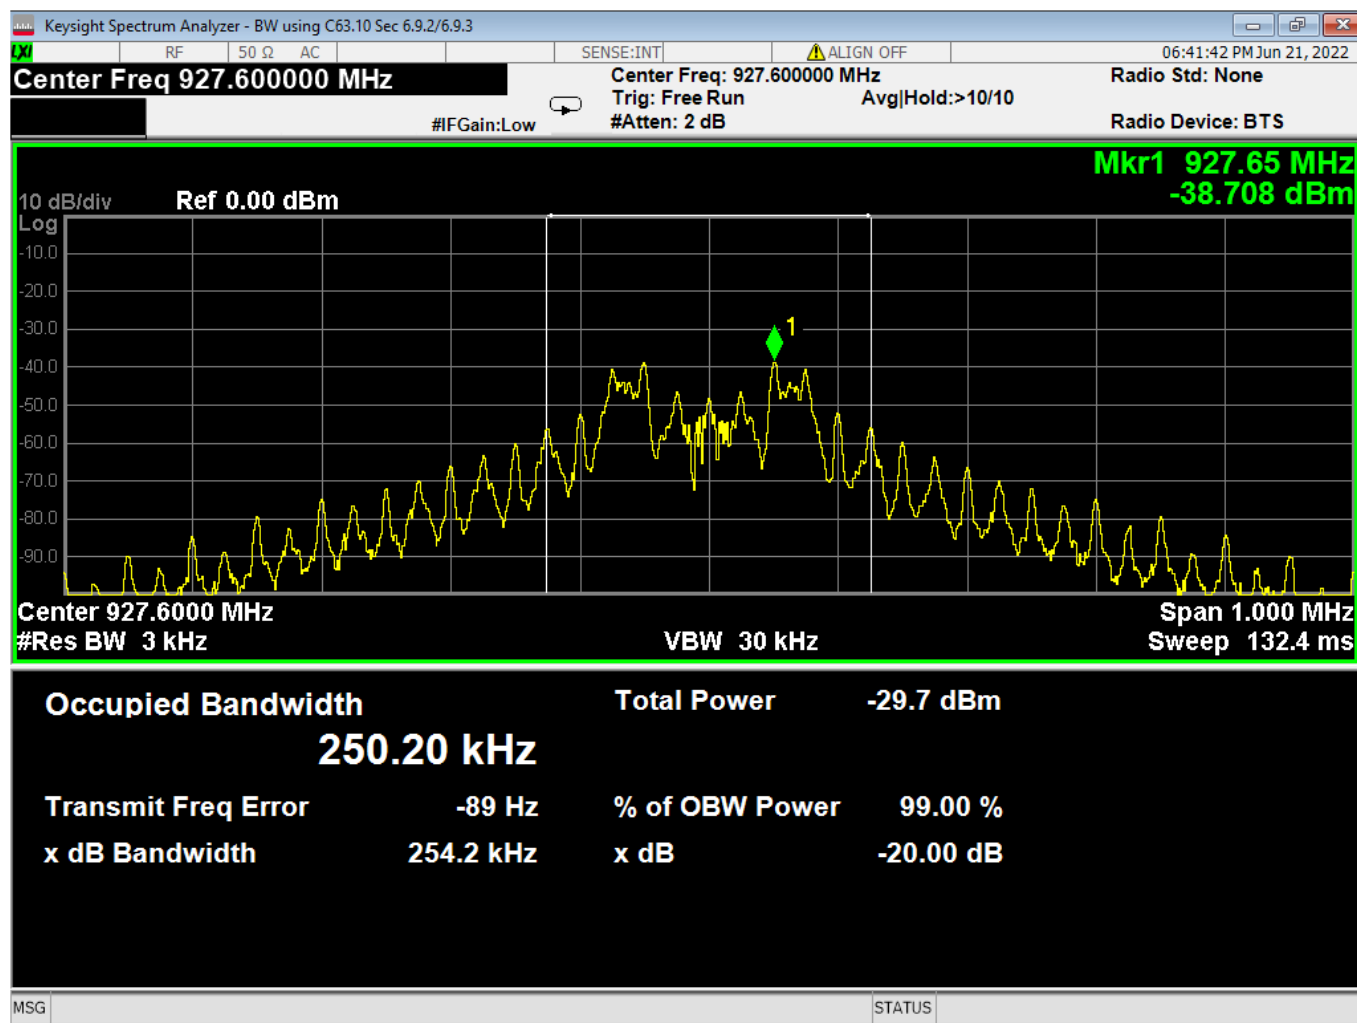 Keysight Spectrum Analyzer - BW using C63.10 Sec 6.9.2/6.9.3
LXI RF 50 Ω AC SENSE:INT ALIGN OFF 06:41:42 PM Jun 21, 2022
Center Freq 927.600000 MHz Center Freq: 927.600000 MHz Radio Std: None
Trig: Free Run Avg|Hold:>10/10
#IFGain:Low #Atten: 2 dB Radio Device: BTS
Mkr1 927.65 MHz
10 dB/div Ref 0.00 dBm -38.708 dBm
Log
-10.0
-20.0
-30.0 1
-40.0
-50.0
-60.0
-70.0
-80.0
-90.0
Center 927.6000 MHz Span 1.000 MHz
#Res BW 3 kHz VBW 30 kHz Sweep 132.4 ms
Occupied Bandwidth Total Power -29.7 dBm
250.20 kHz
Transmit Freq Error -89 Hz % of OBW Power 99.00 %
x dB Bandwidth 254.2 kHz x dB -20.00 dB
MSG STATUS